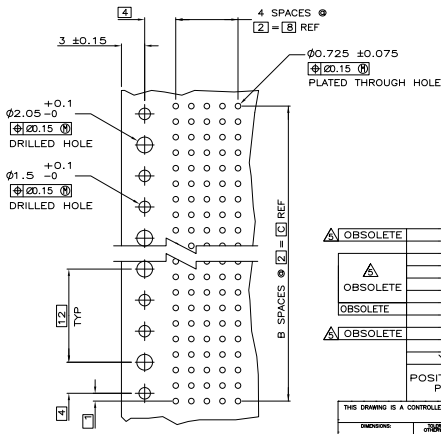 4
4 SPACES @
2 = 8 REF
3 ±0.15
Ø0.725 ±0.075
⌖ Ø0.15 Ⓜ
PLATED THROUGH HOLE
+0.1
Ø2.05 -0
⌖ Ø0.15 Ⓜ
DRILLED HOLE
+0.1
Ø1.5 -0
⌖ Ø0.15 Ⓜ
DRILLED HOLE
B SPACES @ 2 = C REF
12 TYP
4
1
5 OBSOLETE
5
OBSOLETE
OBSOLETE
5 OBSOLETE
POSIT
P
THIS DRAWING IS A CONTROLLE
DIMENSIONS: